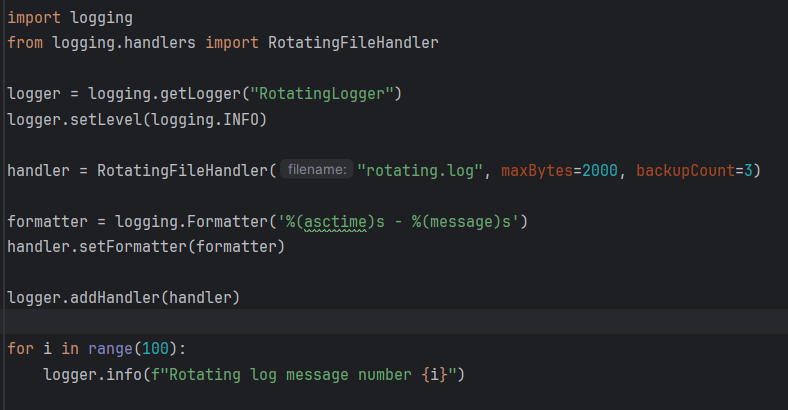 import logging
from logging.handlers import RotatingFileHandler
logger = logging.getLogger("RotatingLogger")
logger.setLevel(logging.INFO)
handler = RotatingFileHandler( filename: "rotating.log", maxBytes=2000, backupCount=3)
formatter = logging.Formatter('%(asctime)s - %(message)s')
handler.setFormatter(formatter)
logger.addHandler(handler)
for i in range(100):
    logger.info(f"Rotating log message number {i}")